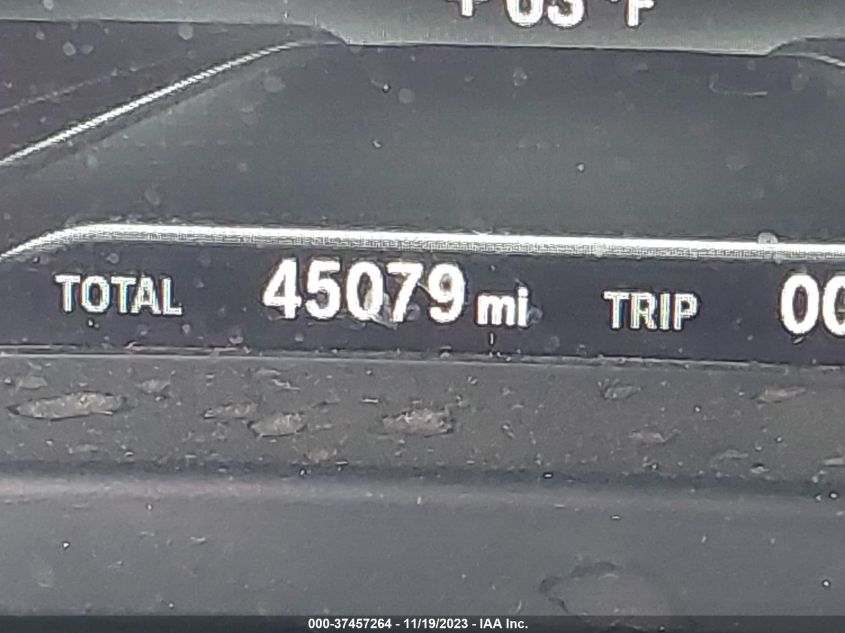 °F
TOTAL 45079 mi TRIP
000-37457264 - 11/19/2023 - IAA Inc.